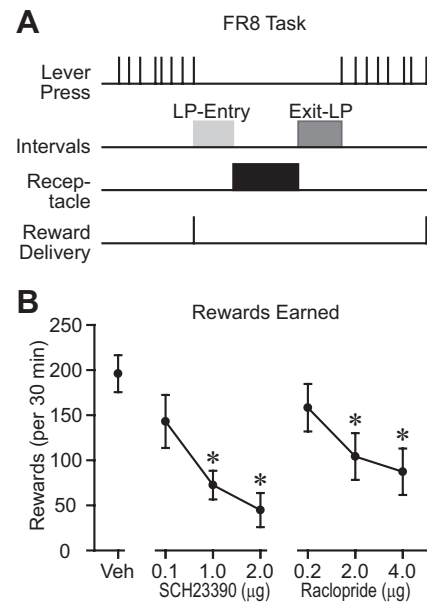 A
FR8 Task
Lever
Press
LP-Entry
Exit-LP
Intervals
Recep-
tacle
Reward
Delivery
B
Rewards Earned
Rewards (per 30 min)
250
200
150
100
50
0
* *
* *
Veh
0.1 1.0 2.0
SCH23390 (μg)
0.2 2.0 4.0
Raclopride (μg)